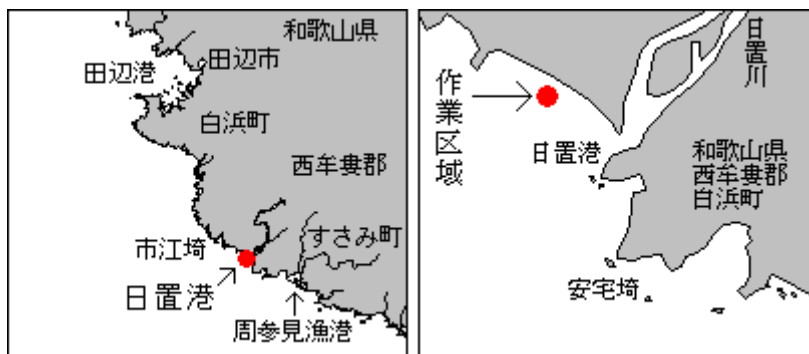 和歌山県
田辺市
田辺港
白浜町
西牟婁郡
市江埼
すさみ町
日置港
周参見漁港
日置川
作業区域
日置港
和歌山県
西牟婁郡
白浜町
安宅埼